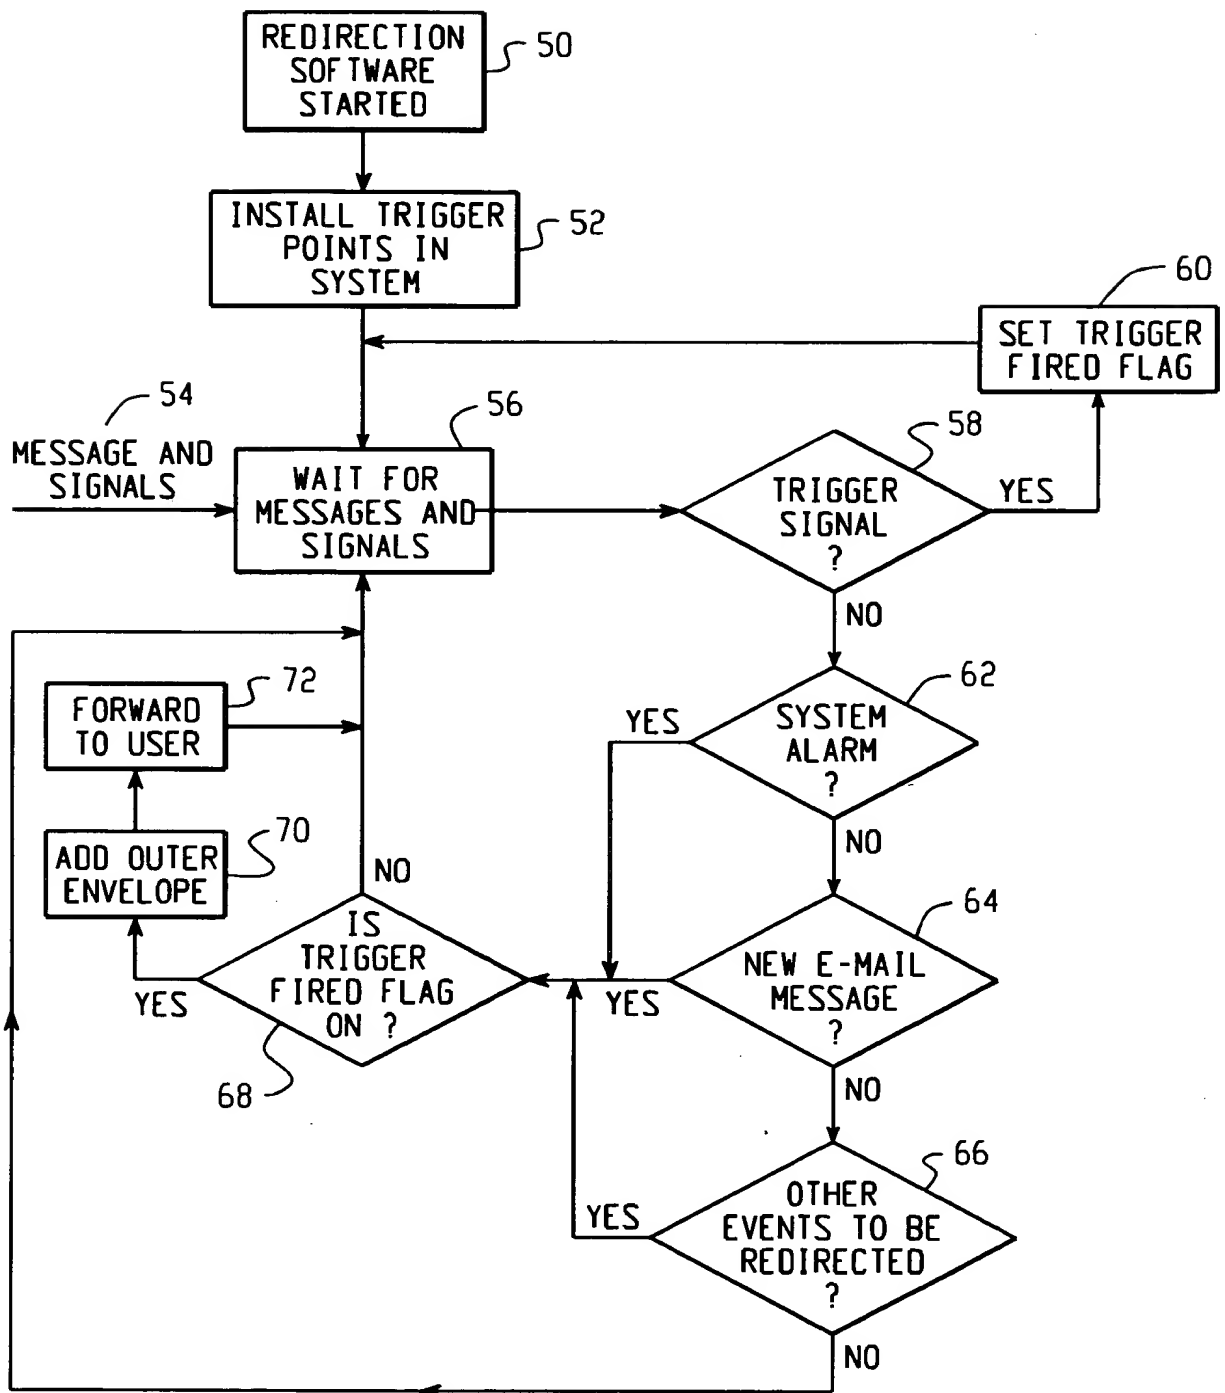 REDIRECTION
SOFTWARE
STARTED
50
INSTALL TRIGGER
POINTS IN
SYSTEM
52
60
SET TRIGGER
FIRED FLAG
54
MESSAGE AND
SIGNALS
56
WAIT FOR
MESSAGES AND
SIGNALS
58
TRIGGER
SIGNAL
?
YES
NO
62
SYSTEM
ALARM
?
YES
NO
72
FORWARD
TO USER
70
ADD OUTER
ENVELOPE
NO
IS
TRIGGER
FIRED FLAG
ON ?
YES
68
64
NEW E-MAIL
MESSAGE
?
YES
NO
66
OTHER
EVENTS TO BE
REDIRECTED
?
YES
NO